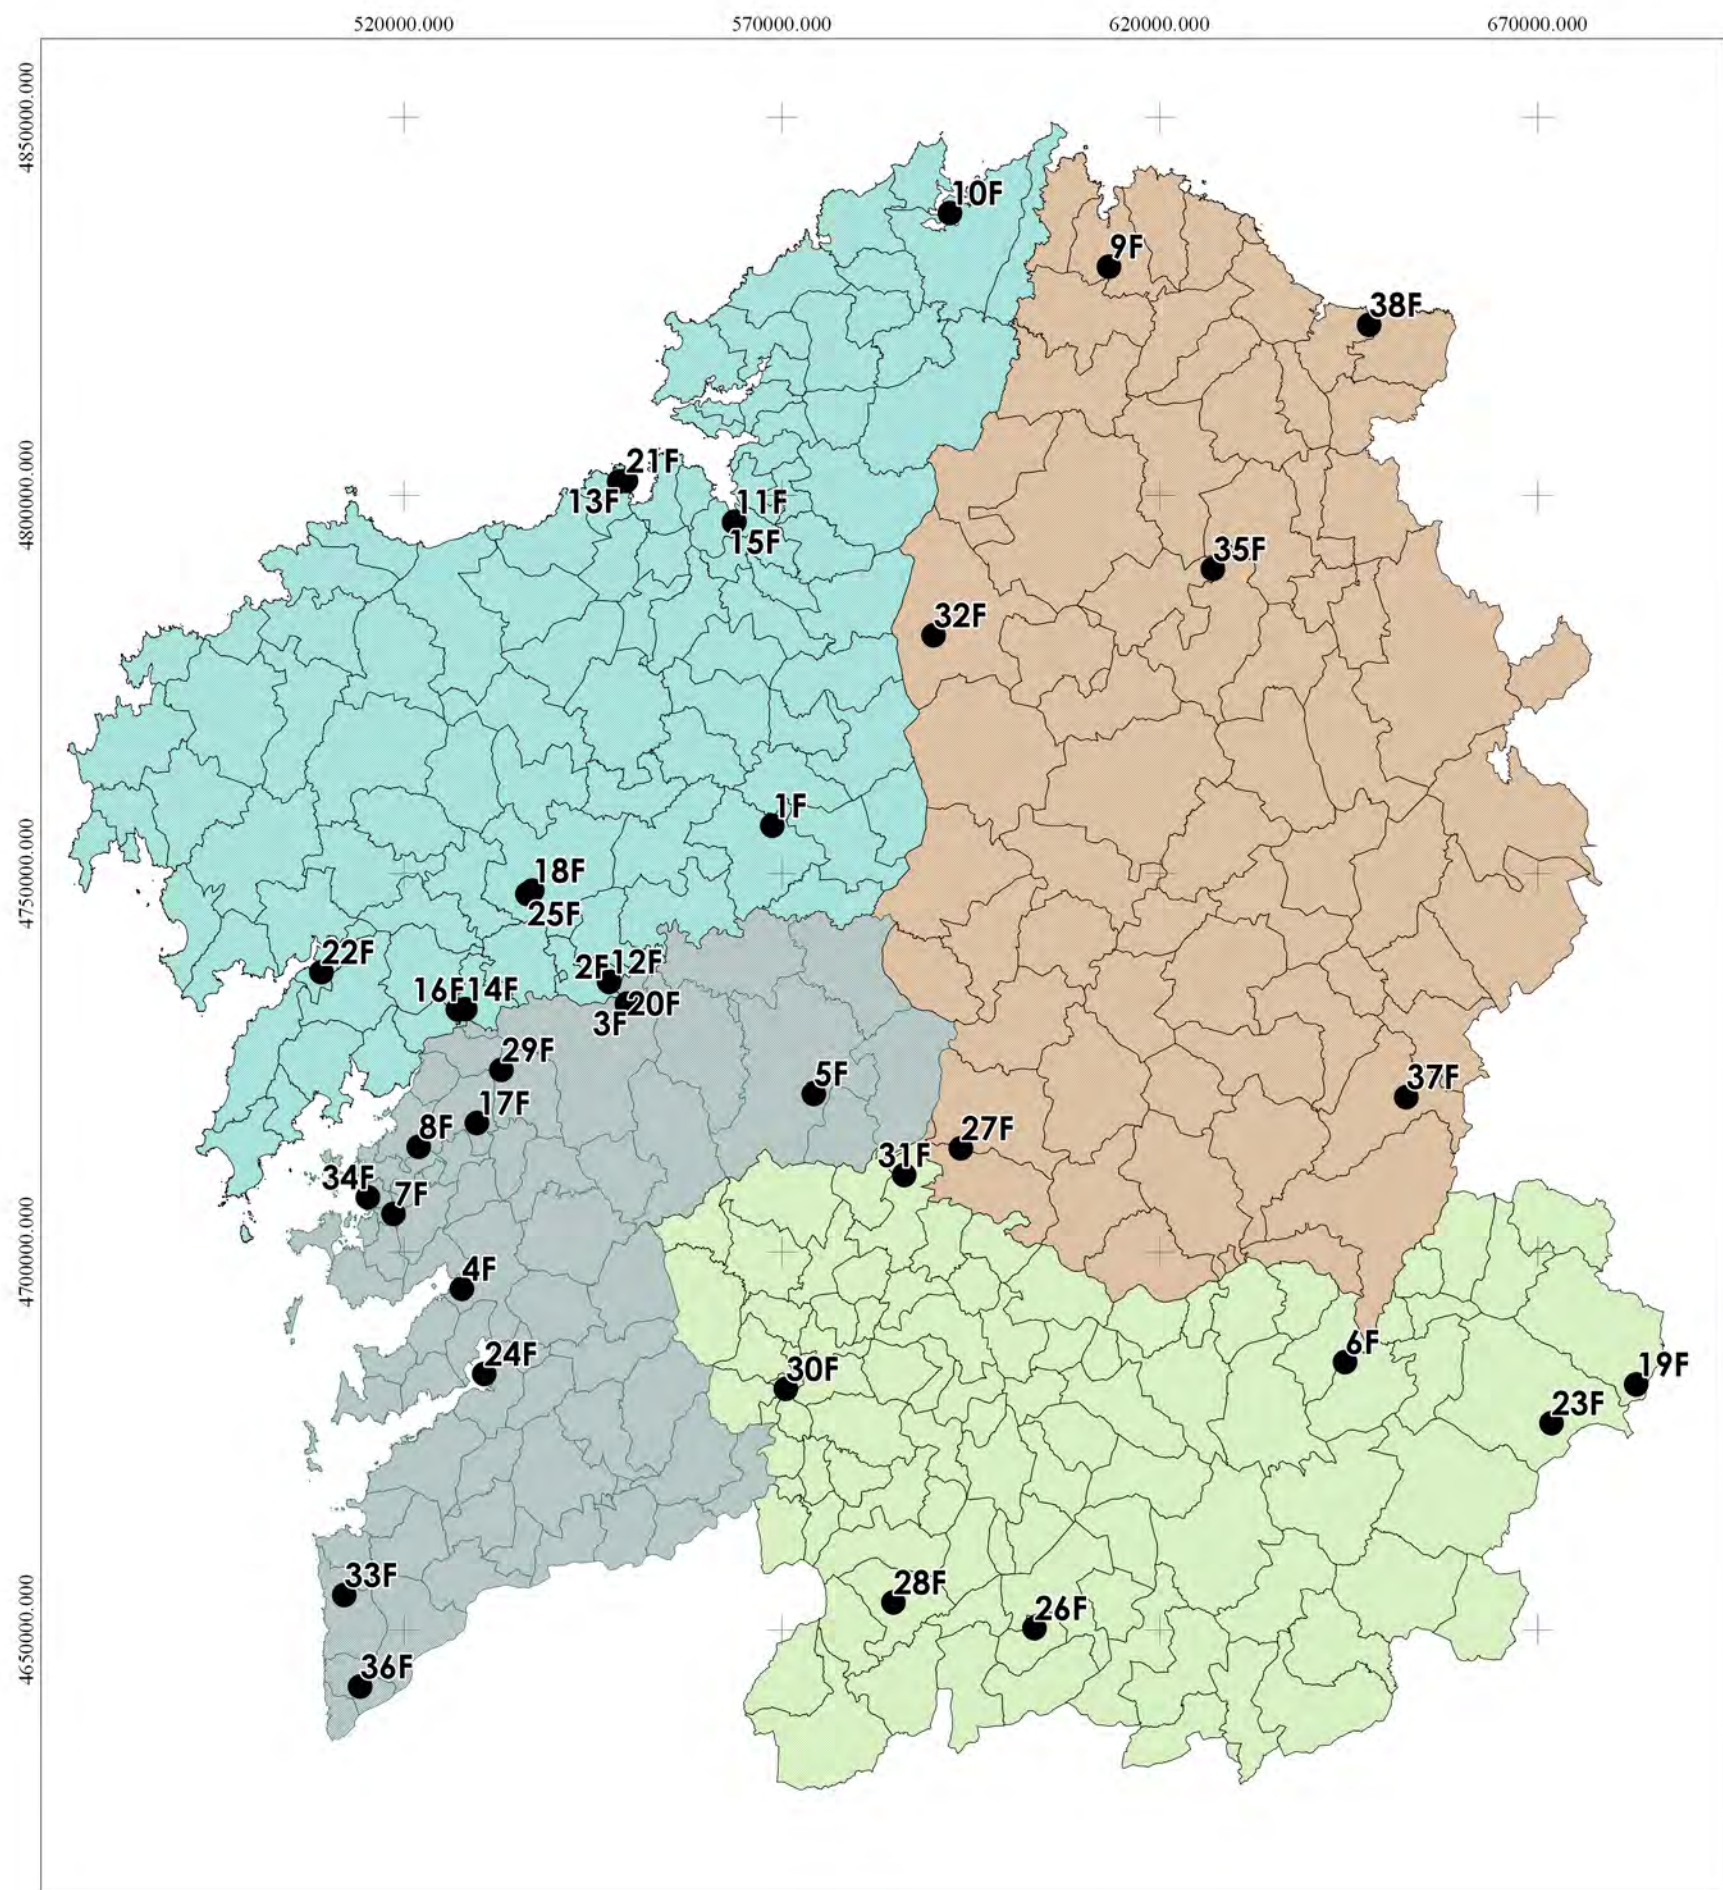 520000.000 570000.000 620000.000 670000.000
4850000.000
10F
9F
38F
4800000.000
21F
13F
11F
15F
35F
32F
1F
4750000.000
18F
25F
22F
2F 12F
16F 14F
20F
3F
29F
5F
37F
17F
8F
27F
31F
34F
7F
4700000.000
4F
24F
6F
30F
19F
23F
4650000.000
33F
28F
26F
36F